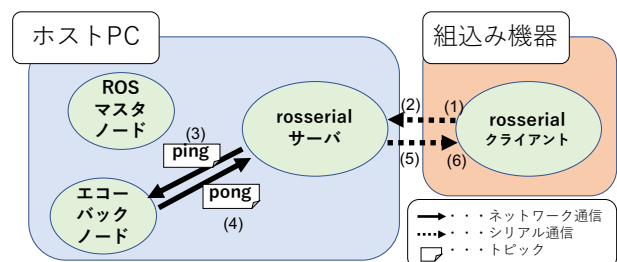 ホストPC
組込み機器
ROS
マスタ
ノード
rosserial
サーバ
(2)
(1)
rosserial
クライアント
(3)
ping
(5)
(6)
エコー
バック
ノード
pong
(4)
・・・ネットワーク通信
・・・シリアル通信
・・・トピック